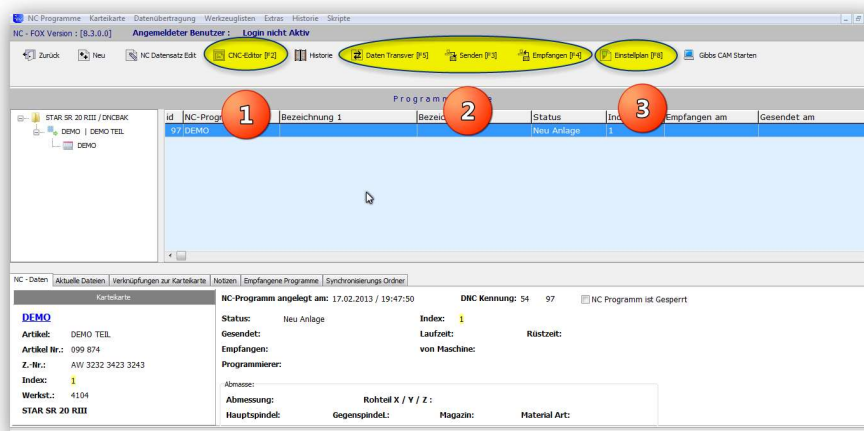 NC Programme Karteikarte Datenübertragung Werkzeuglisten Extras Historie Skripte
NC - FOX Version : [8.3.0.0] Angemeldeter Benutzer : Login nicht Aktiv
Zurück Neu NC Datensatz Edit CNC-Editor [F2] Historie Daten Transver [F5] Senden [F3] Empfangen [F4] Einstellplan [F8] Gibbs CAM Starten
1 2 3
STAR SR 20 RIII / DNCBAK
DEMO | DEMO TEIL
DEMO
id Bezeichnung 1 Status Empfangen am Gesendet am
97 DEMO Neu Anlage 1
NC - Daten Aktuelle Dateien Verknüpfungen zur Karteikarte Notizen Empfangene Programme Synchronisierungs Ordner
Karteikarte
DEMO
Artikel: DEMO TEIL
Artikel Nr.: 099 874
Z.-Nr.: AW 3232 3423 3243
Index: 1
Werkst.: 4104
STAR SR 20 RIII
NC-Programm angelegt am: 17.02.2013 / 19:47:50 DNC Kennung: 54 97 NC Programm ist Gesperrt
Status: Neu Anlage Index: 1
Gesendet: Laufzeit: Rüstzeit:
Empfangen: von Maschine:
Programmierer:
Abmasse:
Abmessung: Rohteil X / Y / Z :
Hauptspindel: Gegenspindel: Magazin: Material Art: